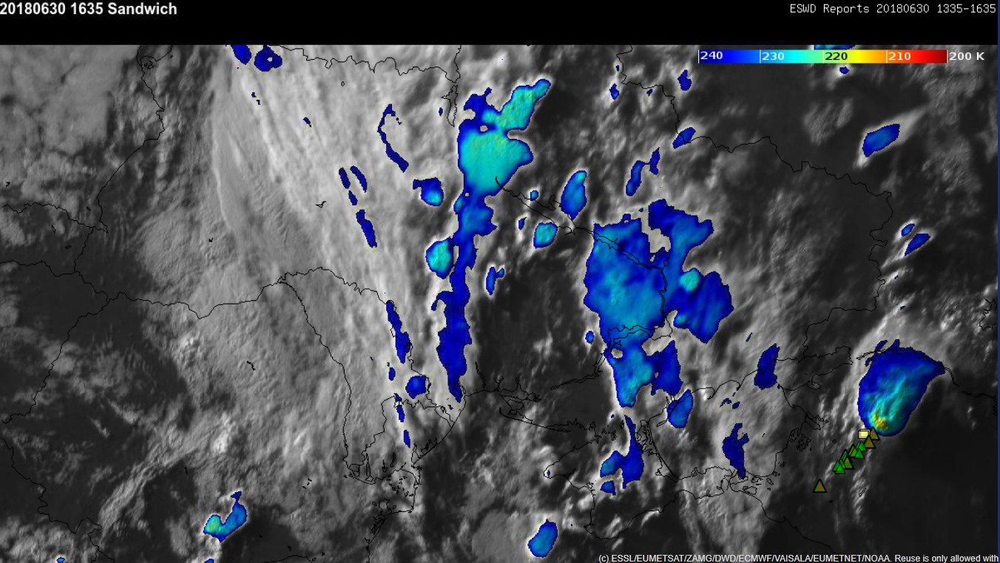 20180630 1635 Sandwich
ESWD Reports 20180630 1335-1635
240 230 220 210 200 K
(c) ESSL/EUMETSAT/ZAMG/DWD/ECMWF/VAISALA/EUMETNET/NOAA. Reuse is only allowed with